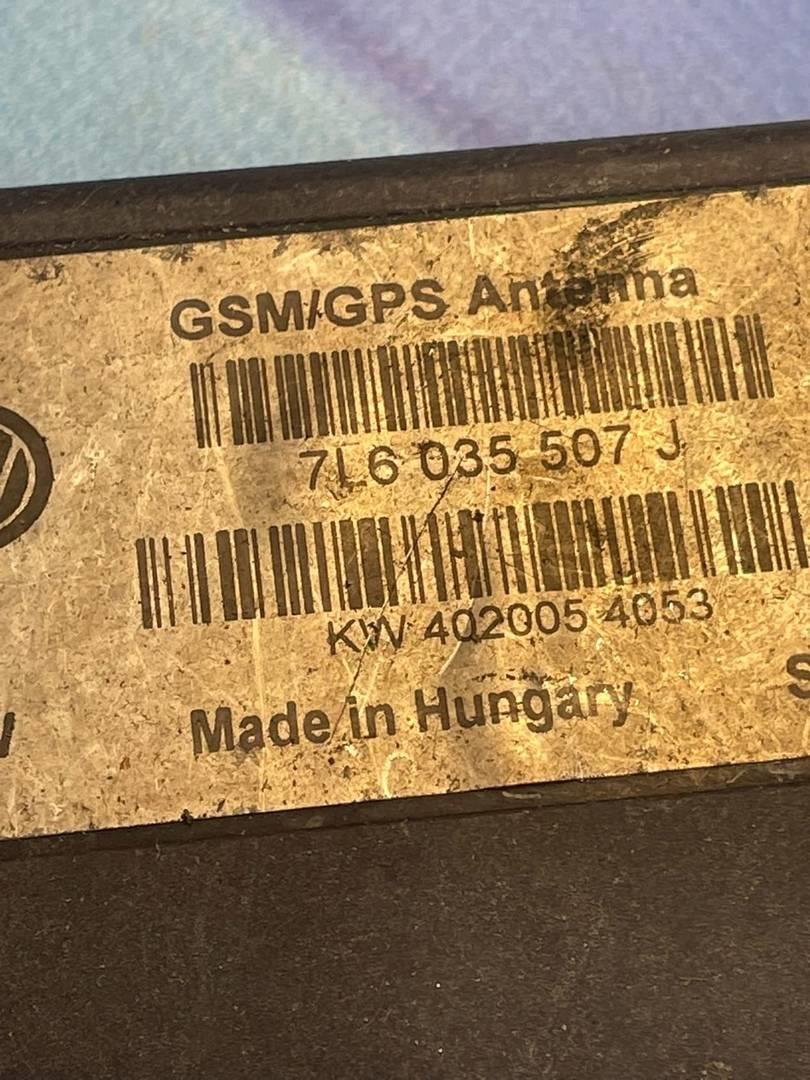 GSM/GPS Antenna
7L6 035 507 J
KW 402005 4053
Made in Hungary